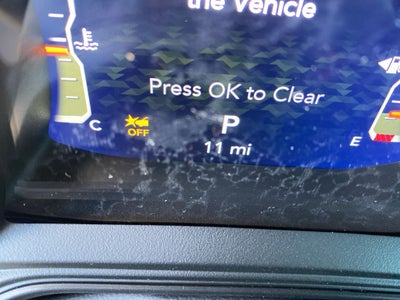 the Vehicle
Press OK to Clear
C
OFF
P
E
11 mi